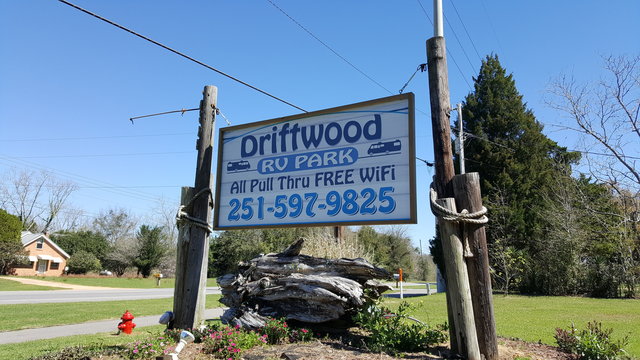 Driftwood
RV PARK
All Pull Thru FREE WiFi
251-597-9825